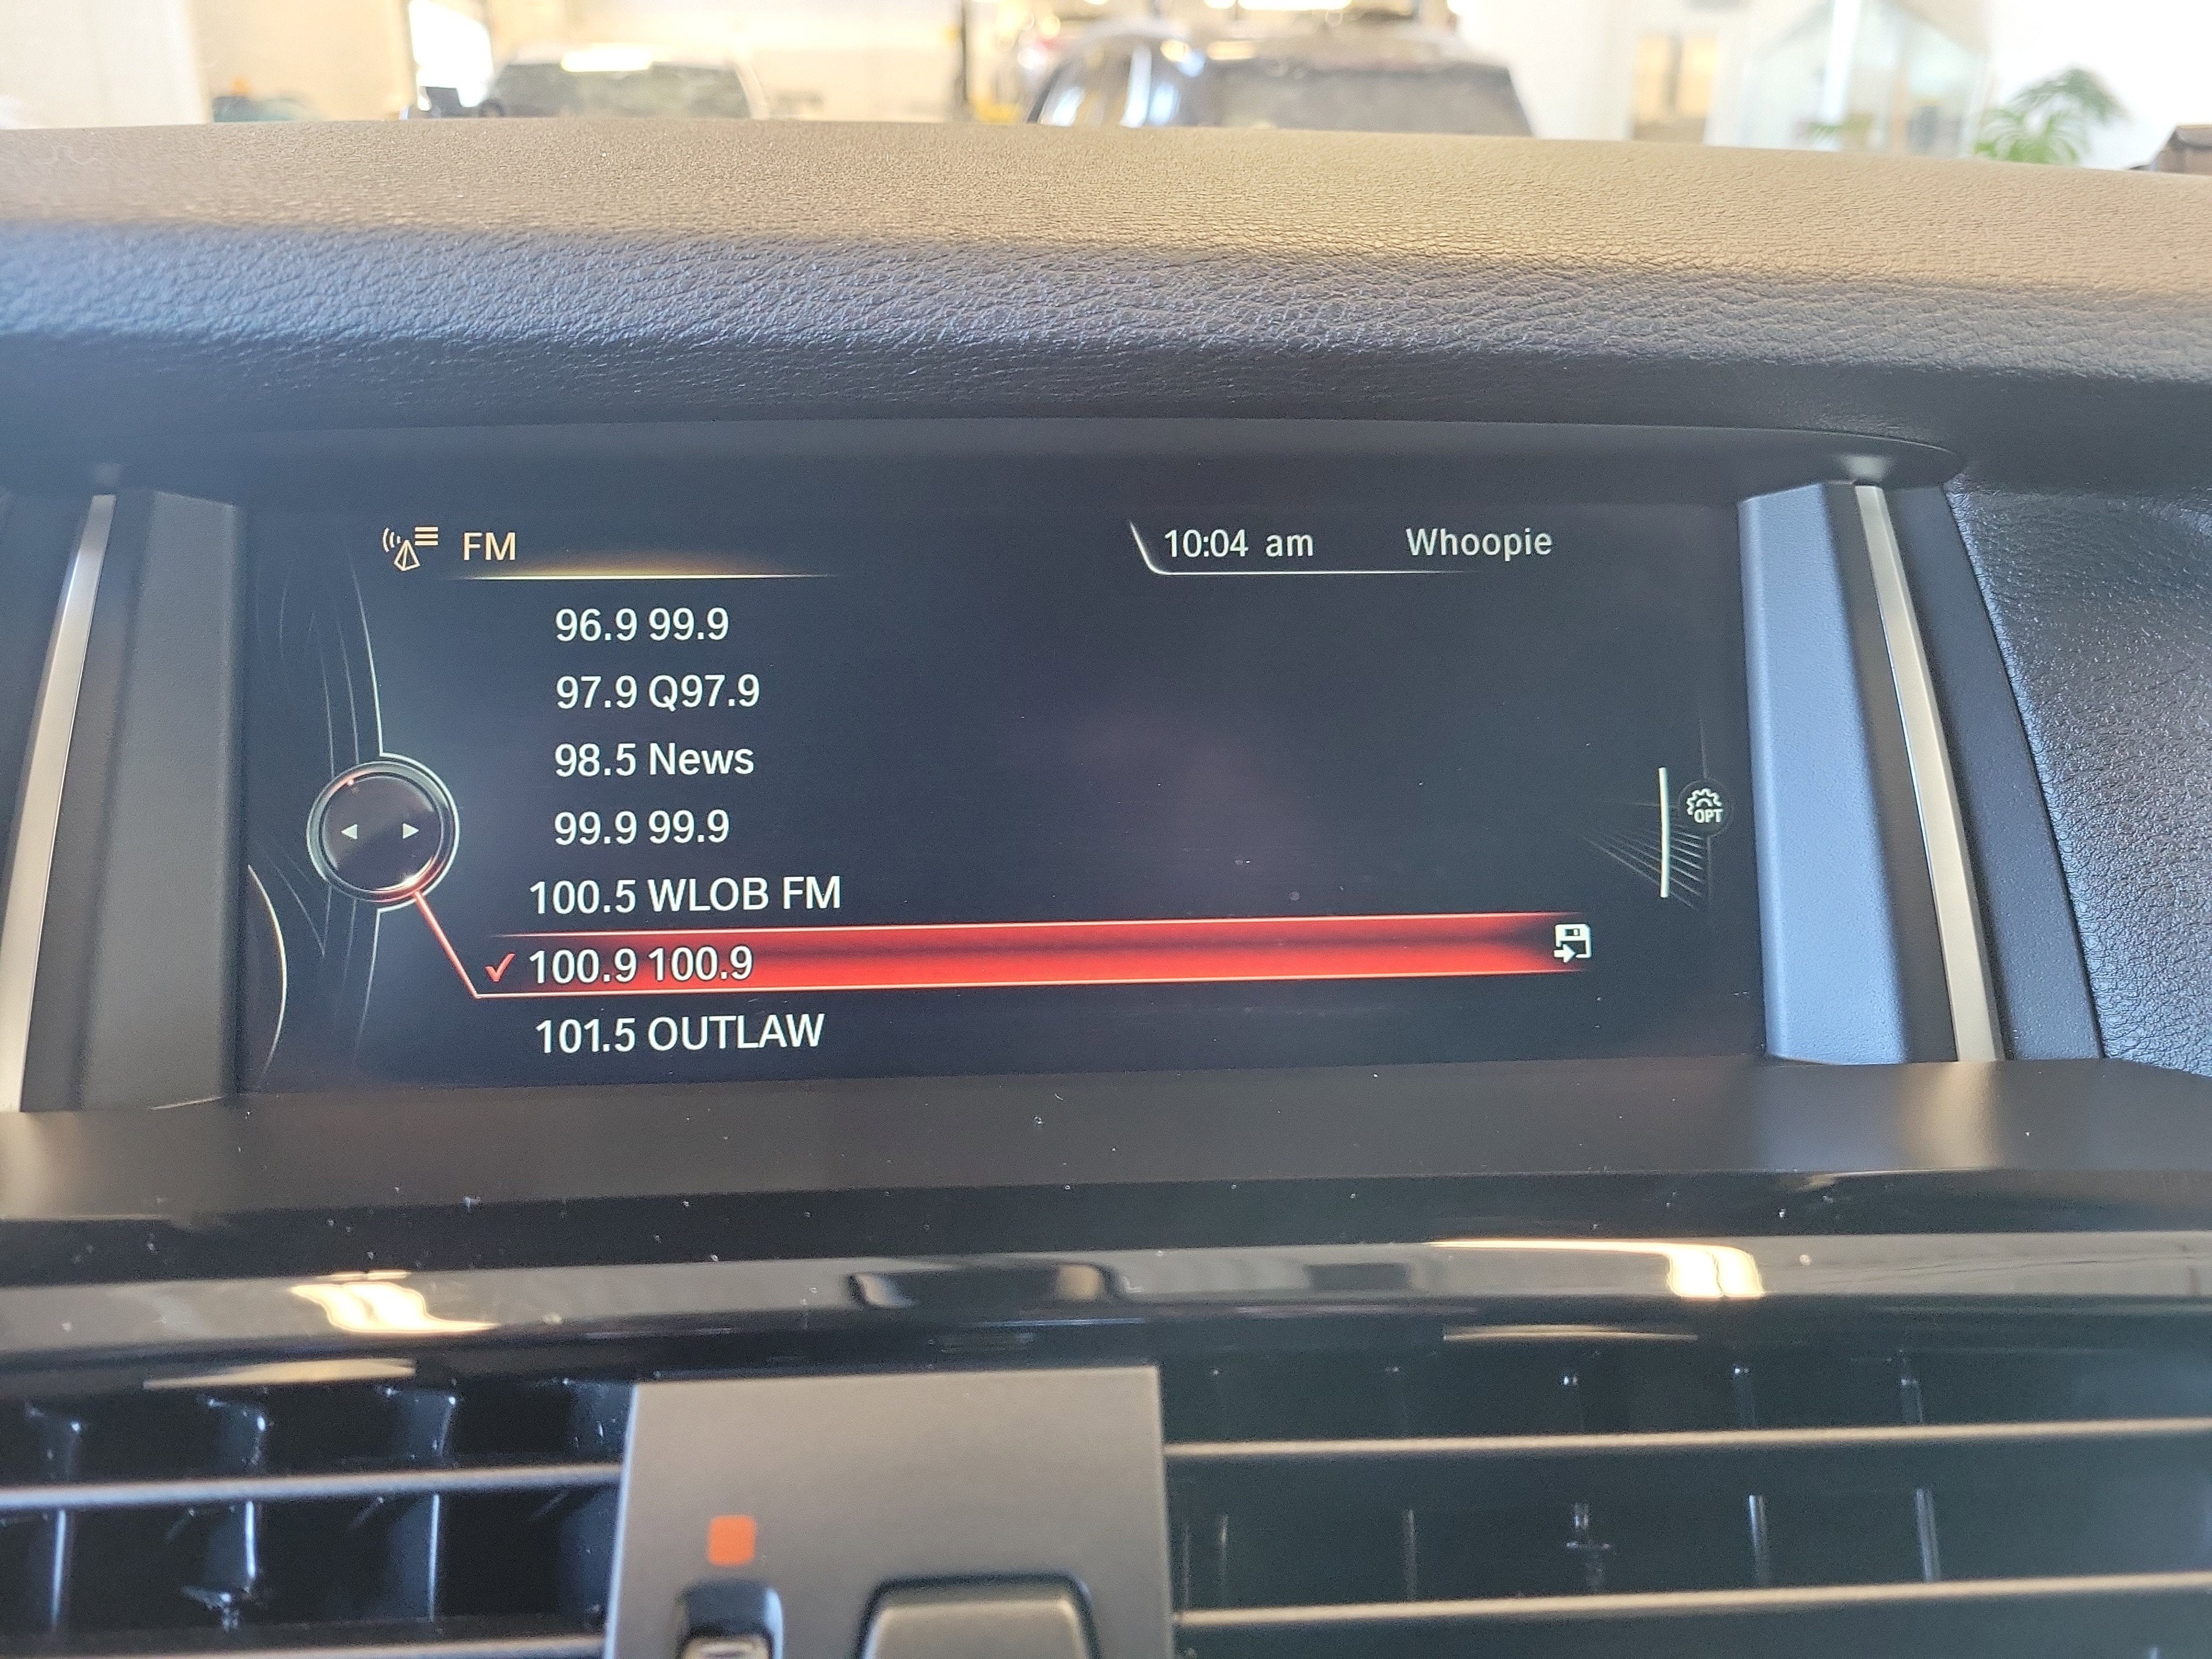 FM
10:04 am Whoopie
96.9 99.9
97.9 Q97.9
98.5 News
99.9 99.9
100.5 WLOB FM
100.9 100.9
101.5 OUTLAW
OPT